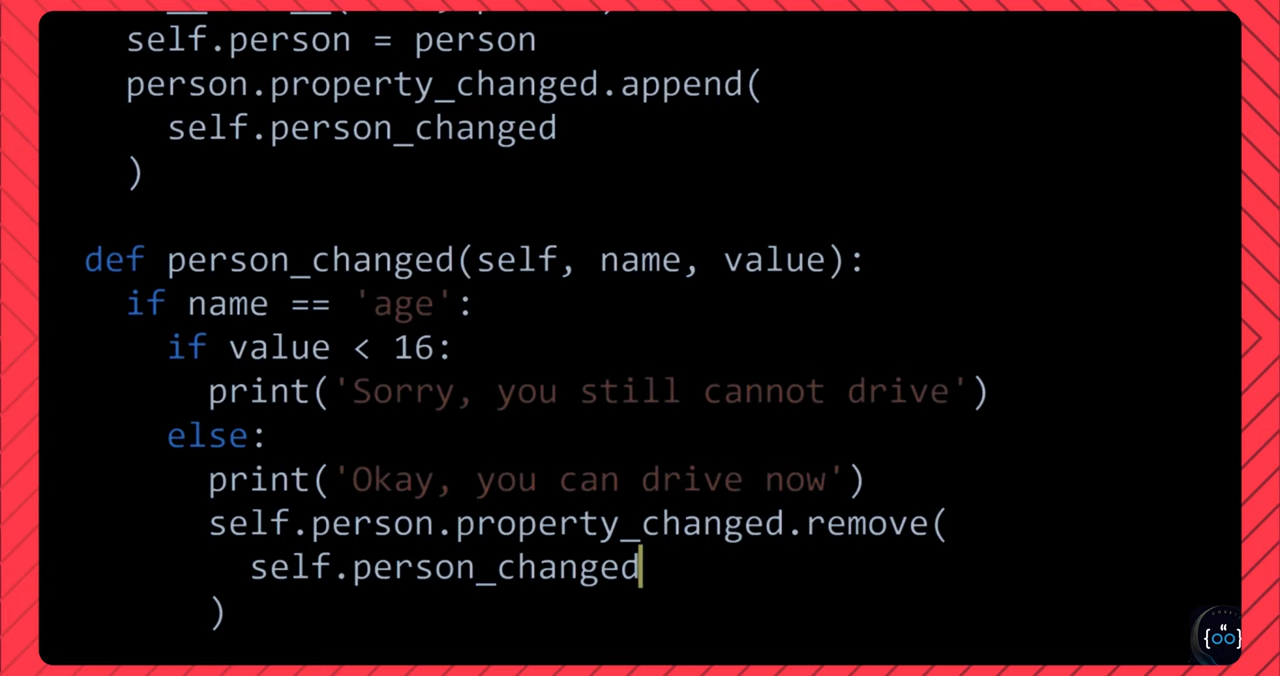 self.person = person
person.property_changed.append(
self.person_changed
)
def person_changed(self, name, value):
if name == 'age':
if value < 16:
print('Sorry, you still cannot drive')
else:
print('Okay, you can drive now')
self.person.property_changed.remove(
self.person_changed
)